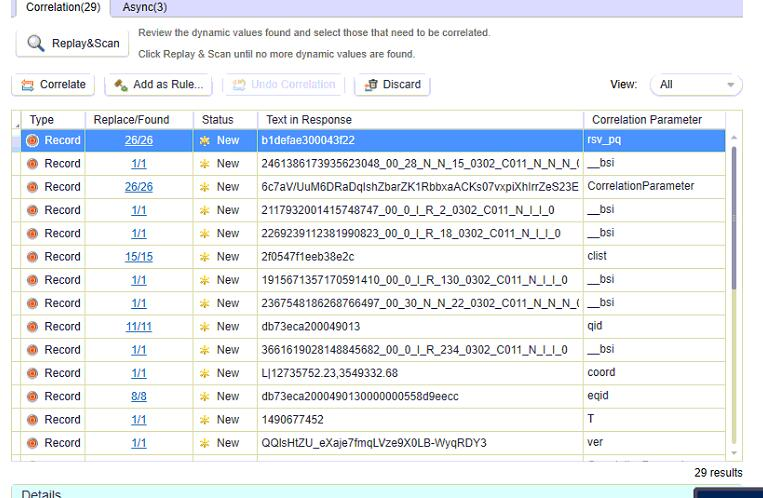 Correlation(29) Async(3)
Replay&Scan
Review the dynamic values found and select those that need to be correlated.
Click Replay & Scan until no more dynamic values are found.
Correlate Add as Rule... Undo Correlation Discard View: All
Type Replace/Found Status Text in Response Correlation Parameter
Record 26/26 New b1defae300043f22 rsv_pq
Record 1/1 New 2461386173935623048_00_28_N_N_15_0302_C011_N_N_N_0 __bsi
Record 26/26 New 6c7aV/UuM6DRaDqIshZbarZK1RbbxaACKs07vxpiXhlrrZeS23E CorrelationParameter
Record 1/1 New 2117932001415748747_00_0_I_R_2_0302_C011_N_I_I_0 __bsi
Record 1/1 New 2269239112381990823_00_0_I_R_18_0302_C011_N_I_I_0 __bsi
Record 15/15 New 2f0547f1eeb38e2c clist
Record 1/1 New 1915671357170591410_00_0_I_R_130_0302_C011_N_I_I_0 __bsi
Record 1/1 New 2367548186268766497_00_30_N_N_22_0302_C011_N_N_N_0 __bsi
Record 11/11 New db73eca200049013 qid
Record 1/1 New 3661619028148845682_00_0_I_R_234_0302_C011_N_I_I_0 __bsi
Record 1/1 New L|12735752.23,3549332.68 coord
Record 8/8 New db73eca2000490130000000558d9eecc eqid
Record 1/1 New 1490677452 T
Record 1/1 New QQlsHtZU_eXaje7fmqLVze9X0LB-WyqRDY3 ver
29 results
Details